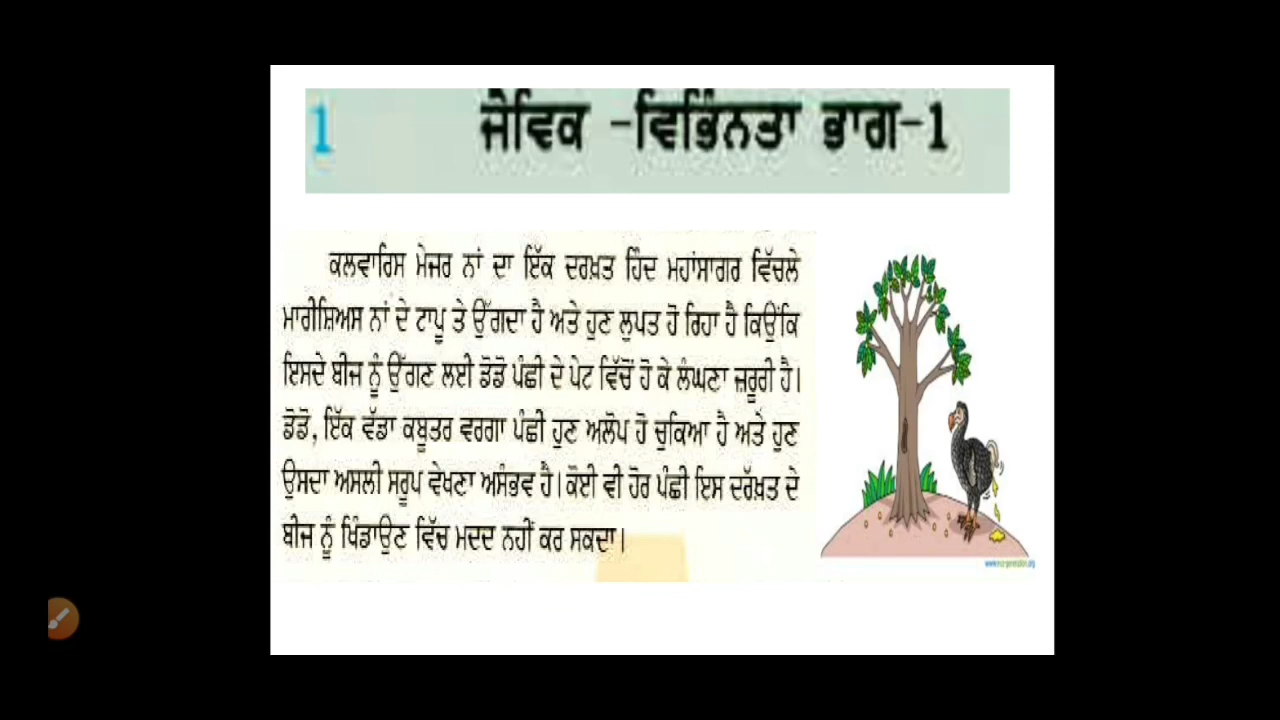 1 ਜੈਵਿਕ -ਵਿਭਿੰਨਤਾ ਭਾਗ-1
ਕਲਵਾਰਿਸ ਮੇਜਰ ਨਾਂ ਦਾ ਇੱਕ ਦਰਖ਼ਤ ਹਿੰਦ ਮਹਾਂਸਾਗਰ ਵਿੱਚਲੇ
ਮਾਰੀਸ਼ਿਅਸ ਨਾਂ ਦੇ ਟਾਪੂ ਤੇ ਉੱਗਦਾ ਹੈ ਅਤੇ ਹੁਣ ਲੁਪਤ ਹੋ ਰਿਹਾ ਹੈ ਕਿਉਂਕਿ
ਇਸਦੇ ਬੀਜ ਨੂੰ ਉੱਗਣ ਲਈ ਡੋਡੋ ਪੰਛੀ ਦੇ ਪੇਟ ਵਿੱਚੋਂ ਹੋ ਕੇ ਲੰਘਣਾ ਜ਼ਰੂਰੀ ਹੈ।
ਡੋਡੋ, ਇੱਕ ਵੱਡਾ ਕਬੂਤਰ ਵਰਗਾ ਪੰਛੀ ਹੁਣ ਅਲੋਪ ਹੋ ਚੁਕਿਆ ਹੈ ਅਤੇ ਹੁਣ
ਉਸਦਾ ਅਸਲੀ ਸਰੂਪ ਵੇਖਣਾ ਅਸੰਭਵ ਹੈ। ਕੋਈ ਵੀ ਹੋਰ ਪੰਛੀ ਇਸ ਦਰੱਖ਼ਤ ਦੇ
ਬੀਜ ਨੂੰ ਖਿੰਡਾਉਣ ਵਿੱਚ ਮਦਦ ਨਹੀਂ ਕਰ ਸਕਦਾ।